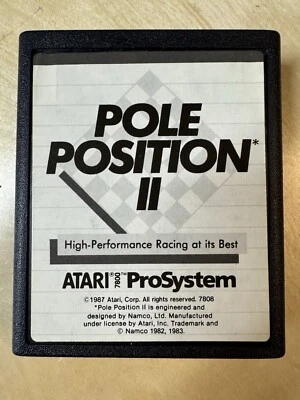 POLE
POSITION*
II
High-Performance Racing at its Best
ATARI® 7800™ ProSystem
©1987 Atari, Corp. All rights reserved. 7808
*Pole Position II is engineered and
designed by Namco, Ltd. Manufactured
under license by Atari, Inc. Trademark and
© Namco 1982, 1983.